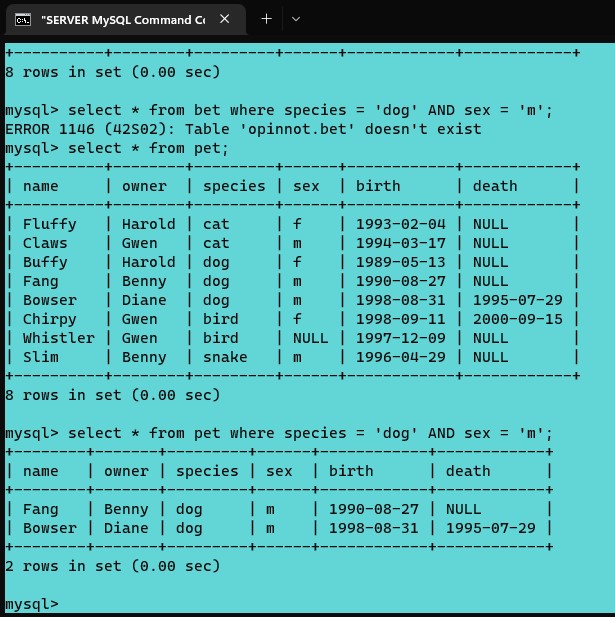 "SERVER MySQL Command Cc
+----------+--------+---------+------+------------+------------+
8 rows in set (0.00 sec)
mysql> select * from bet where species = 'dog' AND sex = 'm';
ERROR 1146 (42S02): Table 'opinnot.bet' doesn't exist
mysql> select * from pet;
+----------+--------+---------+------+------------+------------+
| name     | owner  | species | sex  | birth      | death      |
+----------+--------+---------+------+------------+------------+
| Fluffy   | Harold | cat     | f    | 1993-02-04 | NULL       |
| Claws    | Gwen   | cat     | m    | 1994-03-17 | NULL       |
| Buffy    | Harold | dog     | f    | 1989-05-13 | NULL       |
| Fang     | Benny  | dog     | m    | 1990-08-27 | NULL       |
| Bowser   | Diane  | dog     | m    | 1998-08-31 | 1995-07-29 |
| Chirpy   | Gwen   | bird    | f    | 1998-09-11 | 2000-09-15 |
| Whistler | Gwen   | bird    | NULL | 1997-12-09 | NULL       |
| Slim     | Benny  | snake   | m    | 1996-04-29 | NULL       |
+----------+--------+---------+------+------------+------------+
8 rows in set (0.00 sec)
mysql> select * from pet where species = 'dog' AND sex = 'm';
+--------+-------+---------+------+------------+------------+
| name   | owner | species | sex  | birth      | death      |
+--------+-------+---------+------+------------+------------+
| Fang   | Benny | dog     | m    | 1990-08-27 | NULL       |
| Bowser | Diane | dog     | m    | 1998-08-31 | 1995-07-29 |
+--------+-------+---------+------+------------+------------+
2 rows in set (0.00 sec)
mysql>